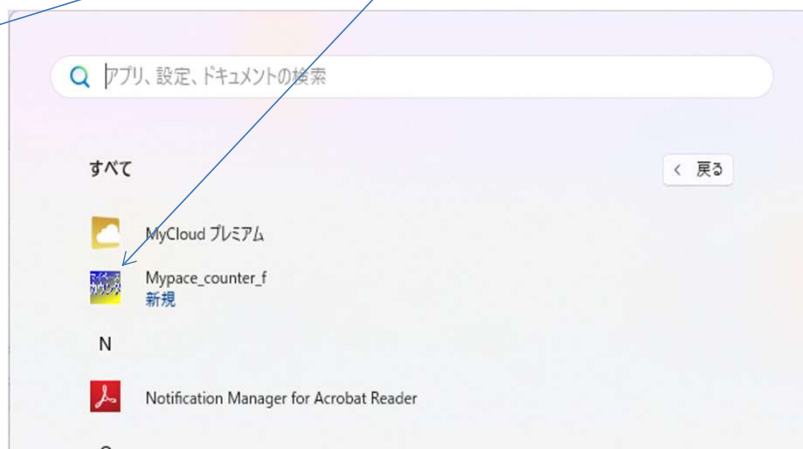 アプリ、設定、ドキュメントの検索
すべて
< 戻る
MyCloud プレミアム
Mypace_counter_f
新規
N
Notification Manager for Acrobat Reader